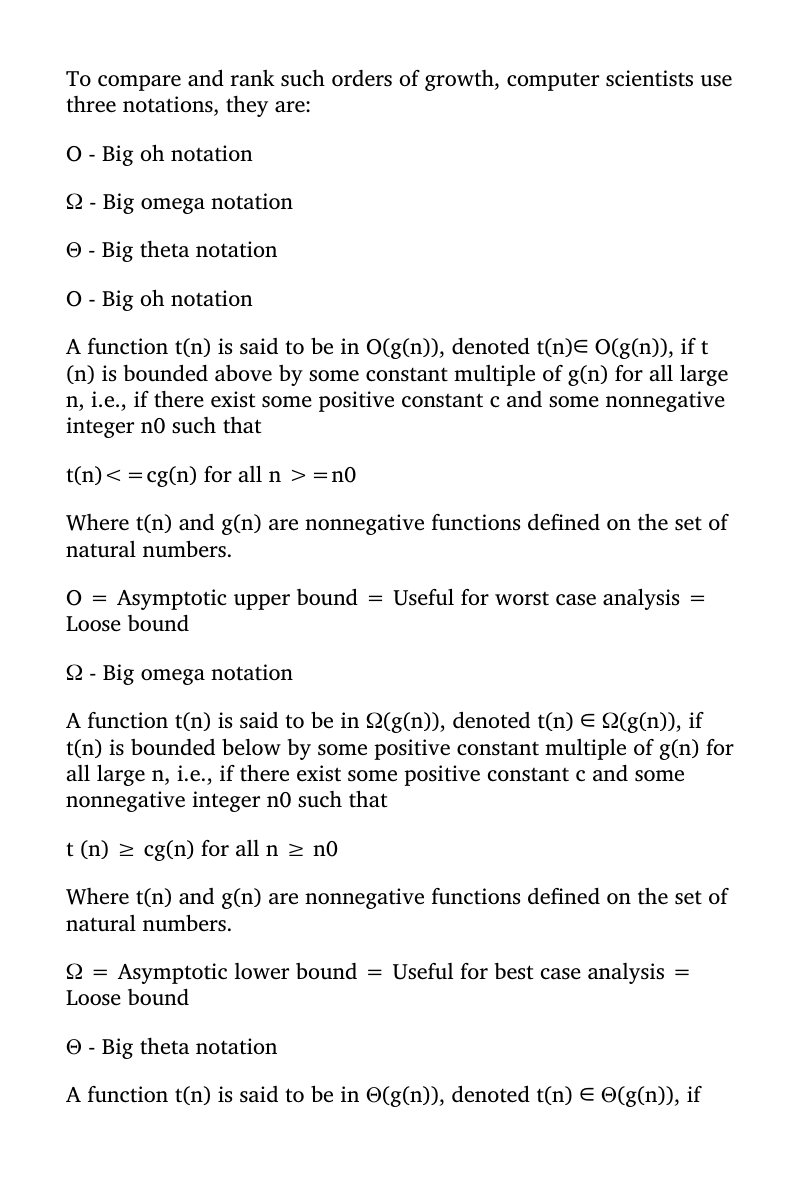 To compare and rank such orders of growth, computer scientists use
three notations, they are:
O - Big oh notation
Ω - Big omega notation
Θ - Big theta notation
O - Big oh notation
A function t(n) is said to be in O(g(n)), denoted t(n)∈ O(g(n)), if t
(n) is bounded above by some constant multiple of g(n) for all large
n, i.e., if there exist some positive constant c and some nonnegative
integer n0 such that
t(n)< =cg(n) for all n > =n0
Where t(n) and g(n) are nonnegative functions defined on the set of
natural numbers.
O = Asymptotic upper bound = Useful for worst case analysis =
Loose bound
Ω - Big omega notation
A function t(n) is said to be in Ω(g(n)), denoted t(n) ∈ Ω(g(n)), if
t(n) is bounded below by some positive constant multiple of g(n) for
all large n, i.e., if there exist some positive constant c and some
nonnegative integer n0 such that
t (n) ≥ cg(n) for all n ≥ n0
Where t(n) and g(n) are nonnegative functions defined on the set of
natural numbers.
Ω = Asymptotic lower bound = Useful for best case analysis =
Loose bound
Θ - Big theta notation
A function t(n) is said to be in Θ(g(n)), denoted t(n) ∈ Θ(g(n)), if